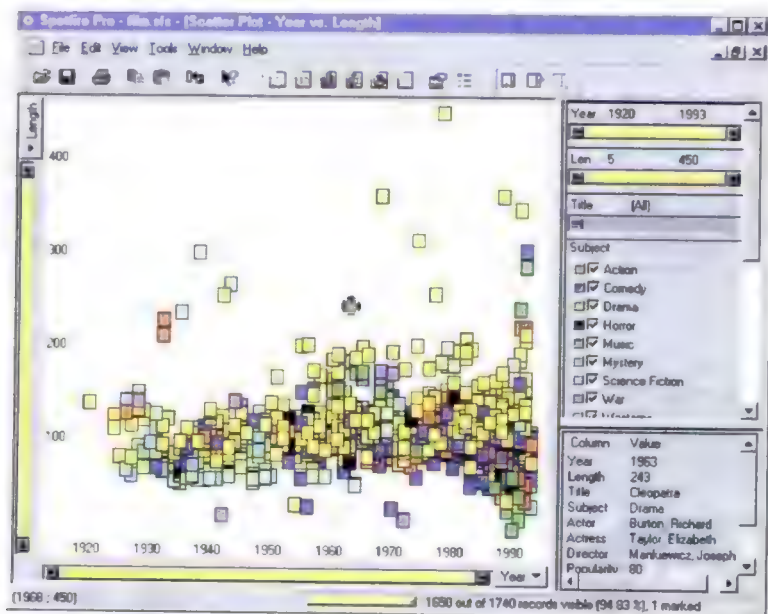 Spotfire Pro - film.sfs - [Scatter Plot - Year vs. Length]
File Edit View Tools Window Help
Length
400
300
200
100
1920 1930 1940 1950 1960 1970 1980 1990
Year
Year 1920 1993
Len 5 450
Title (All)
Subject
Action
Comedy
Drama
Horror
Music
Mystery
Science Fiction
War
Column Value
Year 1963
Length 243
Title Cleopatra
Subject Drama
Actor Burton, Richard
Actress Taylor, Elizabeth
Director Mankiewicz, Joseph
Popularity 80
(1968 ; 450)
1650 out of 1740 records visible (94.83 %), 1 marked